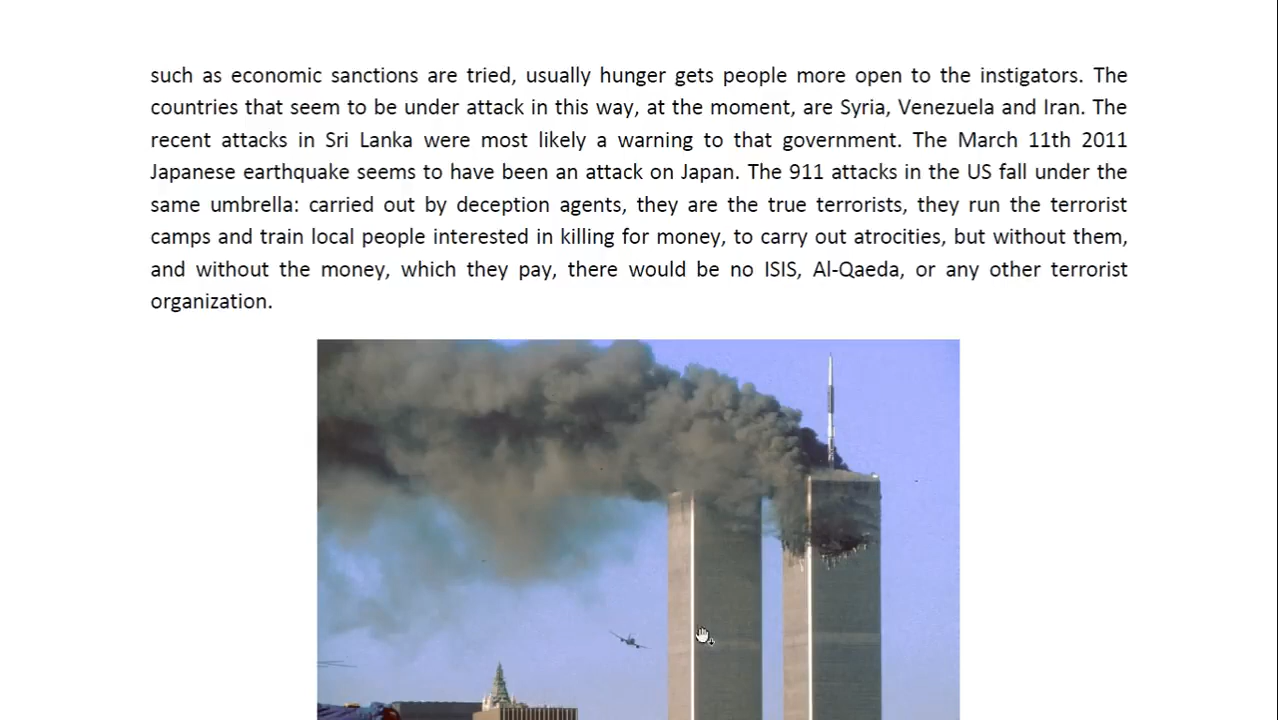 such as economic sanctions are tried, usually hunger gets people more open to the instigators. The
countries that seem to be under attack in this way, at the moment, are Syria, Venezuela and Iran. The
recent attacks in Sri Lanka were most likely a warning to that government. The March 11th 2011
Japanese earthquake seems to have been an attack on Japan. The 911 attacks in the US fall under the
same umbrella: carried out by deception agents, they are the true terrorists, they run the terrorist
camps and train local people interested in killing for money, to carry out atrocities, but without them,
and without the money, which they pay, there would be no ISIS, Al-Qaeda, or any other terrorist
organization.